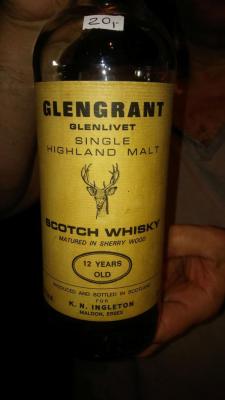 20,-
GLENGRANT
GLENLIVET
SINGLE
HIGHLAND MALT
SCOTCH WHISKY
MATURED IN SHERRY WOOD
12 YEARS
OLD
PRODUCED AND BOTTLED IN SCOTLAND
FOR
K. N. INGLETON
MALDON, ESSEX